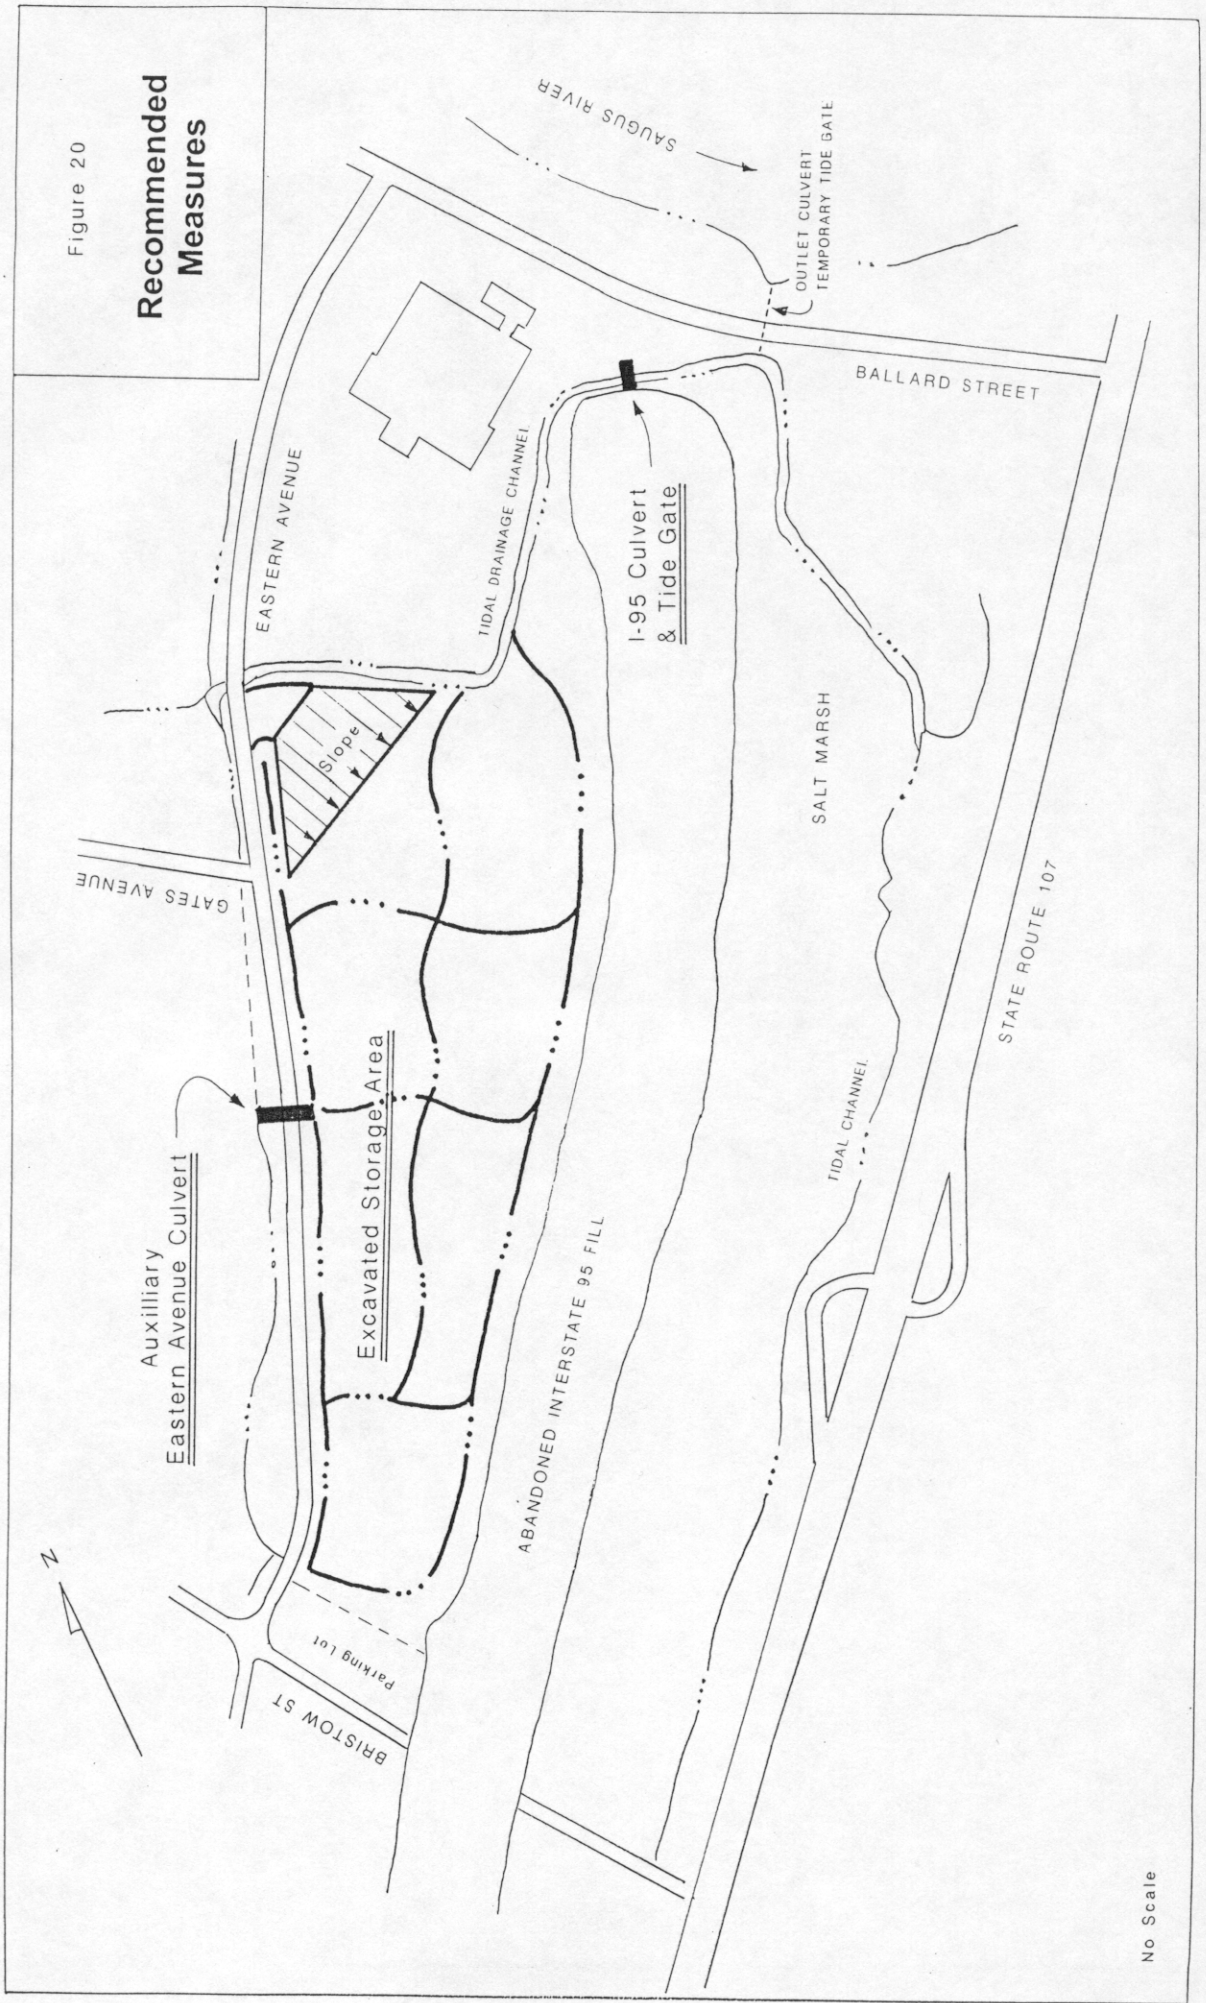 Figure 20
Recommended
Measures
SAUGUS RIVER
OUTLET CULVERT
TEMPORARY TIDE GATE
BALLARD STREET
EASTERN AVENUE
TIDAL DRAINAGE CHANNEL
I-95 Culvert
& Tide Gate
Slope
SALT MARSH
GATES AVENUE
STATE ROUTE 107
Auxilliary
Eastern Avenue Culvert
Excavated Storage Area
TIDAL CHANNEL
ABANDONED INTERSTATE 95 FILL
N
Parking Lot
BRISTOW ST
No Scale